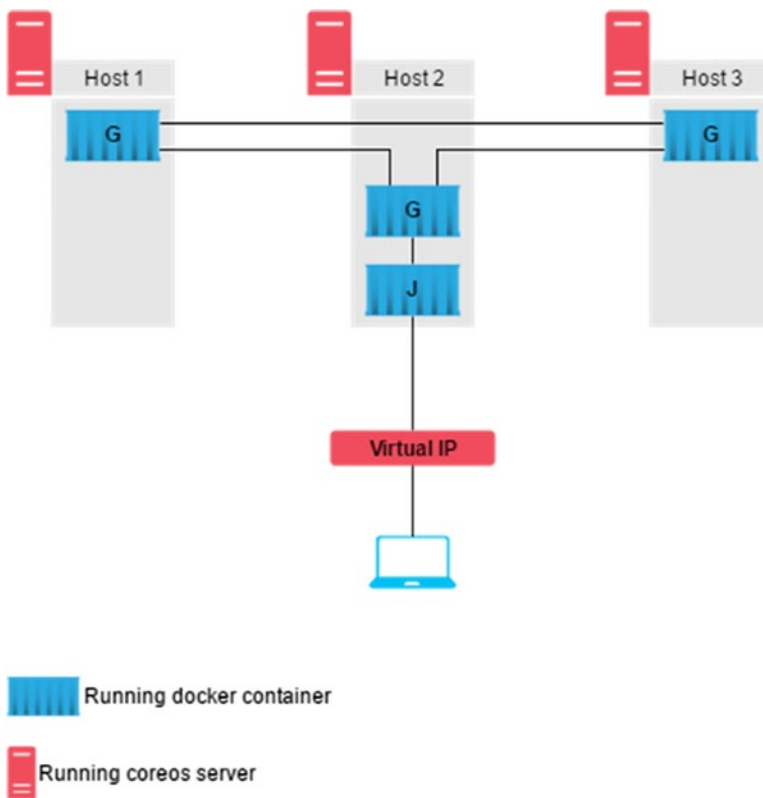 Host 1
Host 2
Host 3
G
G
G
J
Virtual IP
Running docker container
Running coreos server